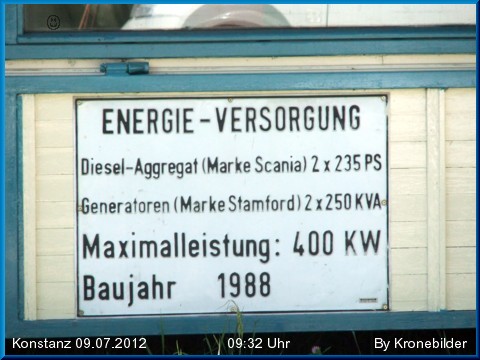 ENERGIE-VERSORGUNG
Diesel-Aggregat (Marke Scania) 2 x 235 PS
Generatoren (Marke Stamford) 2 x 250 KVA
Maximalleistung: 400 KW
Baujahr 1988
Konstanz 09.07.2012 09:32 Uhr By Kronebilder